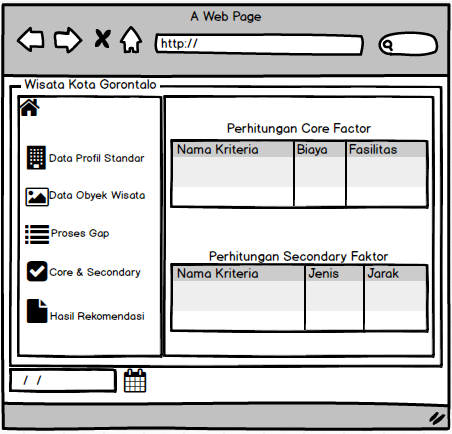 A Web Page
http://
Wisata Kota Gorontalo
Data Profil Standar
Data Obyek Wisata
Proses Gap
Core & Secondary
Hasil Rekomendasi
Perhitungan Core Factor
Nama Kriteria Biaya Fasilitas
Perhitungan Secondary Faktor
Nama Kriteria Jenis Jarak
/ /